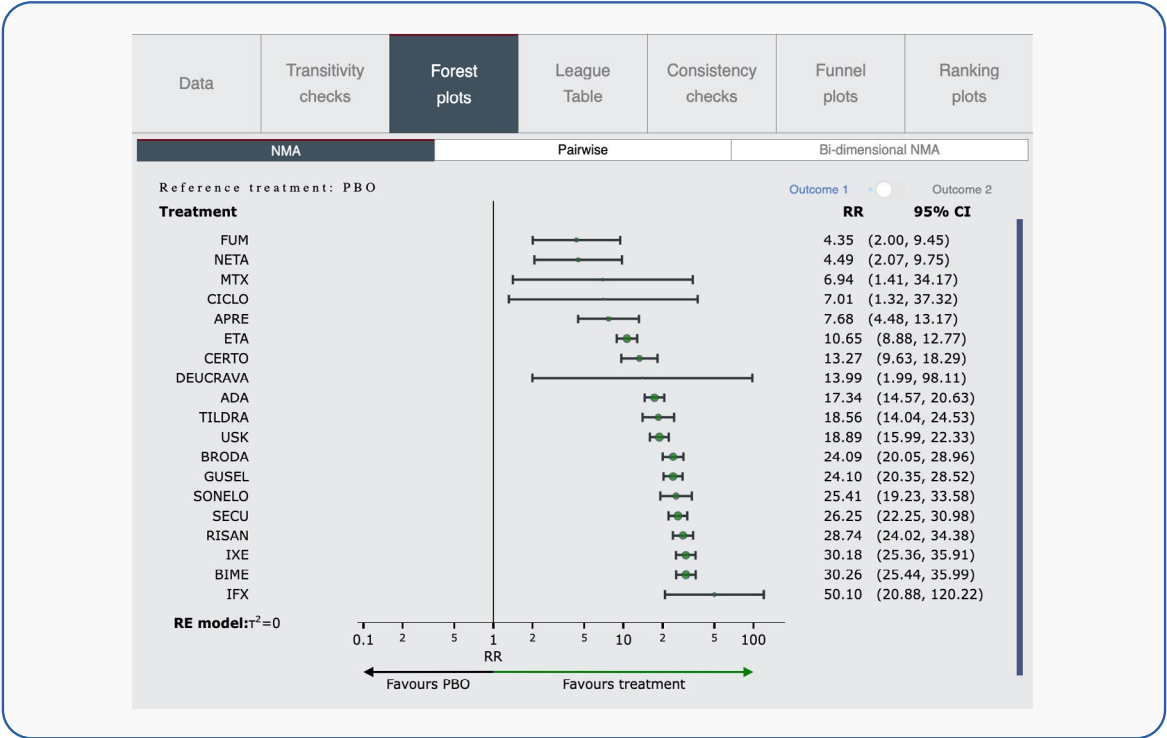 Data
Transitivity checks
Forest plots
League Table
Consistency checks
Funnel plots
Ranking plots
NMA Pairwise Bi-dimensional NMA
Reference treatment: PBO
Outcome 1 Outcome 2
Treatment RR 95% CI
FUM 4.35 (2.00, 9.45)
NETA 4.49 (2.07, 9.75)
MTX 6.94 (1.41, 34.17)
CICLO 7.01 (1.32, 37.32)
APRE 7.68 (4.48, 13.17)
ETA 10.65 (8.88, 12.77)
CERTO 13.27 (9.63, 18.29)
DEUCRAVA 13.99 (1.99, 98.11)
ADA 17.34 (14.57, 20.63)
TILDRA 18.56 (14.04, 24.53)
USK 18.89 (15.99, 22.33)
BRODA 24.09 (20.05, 28.96)
GUSEL 24.10 (20.35, 28.52)
SONELO 25.41 (19.23, 33.58)
SECU 26.25 (22.25, 30.98)
RISAN 28.74 (24.02, 34.38)
IXE 30.18 (25.36, 35.91)
BIME 30.26 (25.44, 35.99)
IFX 50.10 (20.88, 120.22)
RE model:τ²=0
0.1 2 5 1 2 5 10 2 5 100
RR
Favours PBO Favours treatment